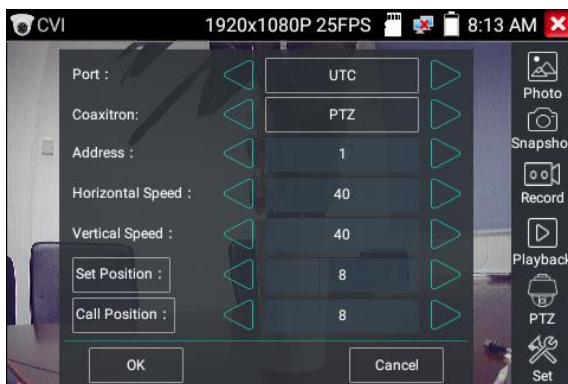 CVI 1920x1080P 25FPS 8:13 AM
Port : UTC
Coaxitron: PTZ
Address : 1
Horizontal Speed : 40
Vertical Speed : 40
Set Position : 8
Call Position : 8
OK Cancel
Photo
Snapsho
Record
Playback
PTZ
Set